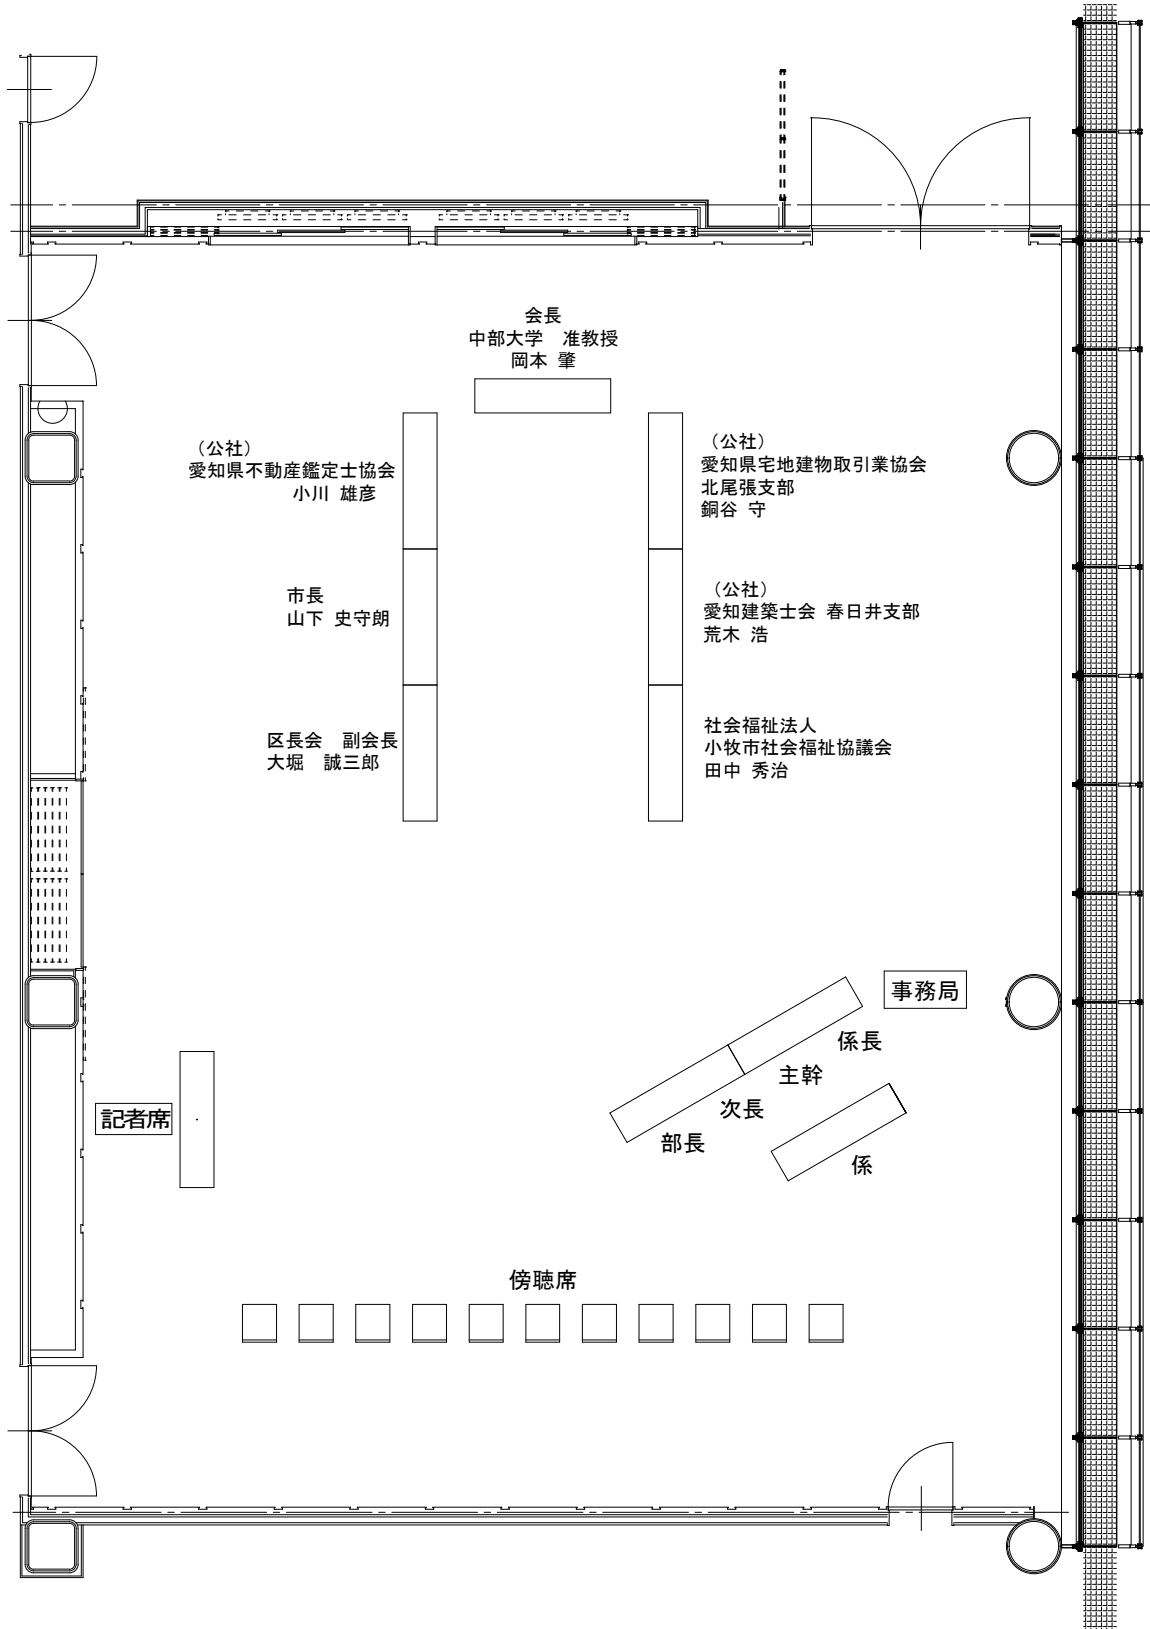 会長
中部大学　准教授
岡本 肇
（公社）
愛知県不動産鑑定士協会
小川 雄彦
（公社）
愛知県宅地建物取引業協会
北尾張支部
銅谷 守
市長
山下 史守朗
（公社）
愛知建築士会 春日井支部
荒木 浩
区長会　副会長
大堀　誠三郎
社会福祉法人
小牧市社会福祉協議会
田中 秀治
事務局
係長
主幹
次長
部長
係
記者席
傍聴席